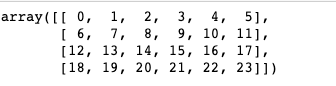 array([[ 0,  1,  2,  3,  4,  5],
       [ 6,  7,  8,  9, 10, 11],
       [12, 13, 14, 15, 16, 17],
       [18, 19, 20, 21, 22, 23]])